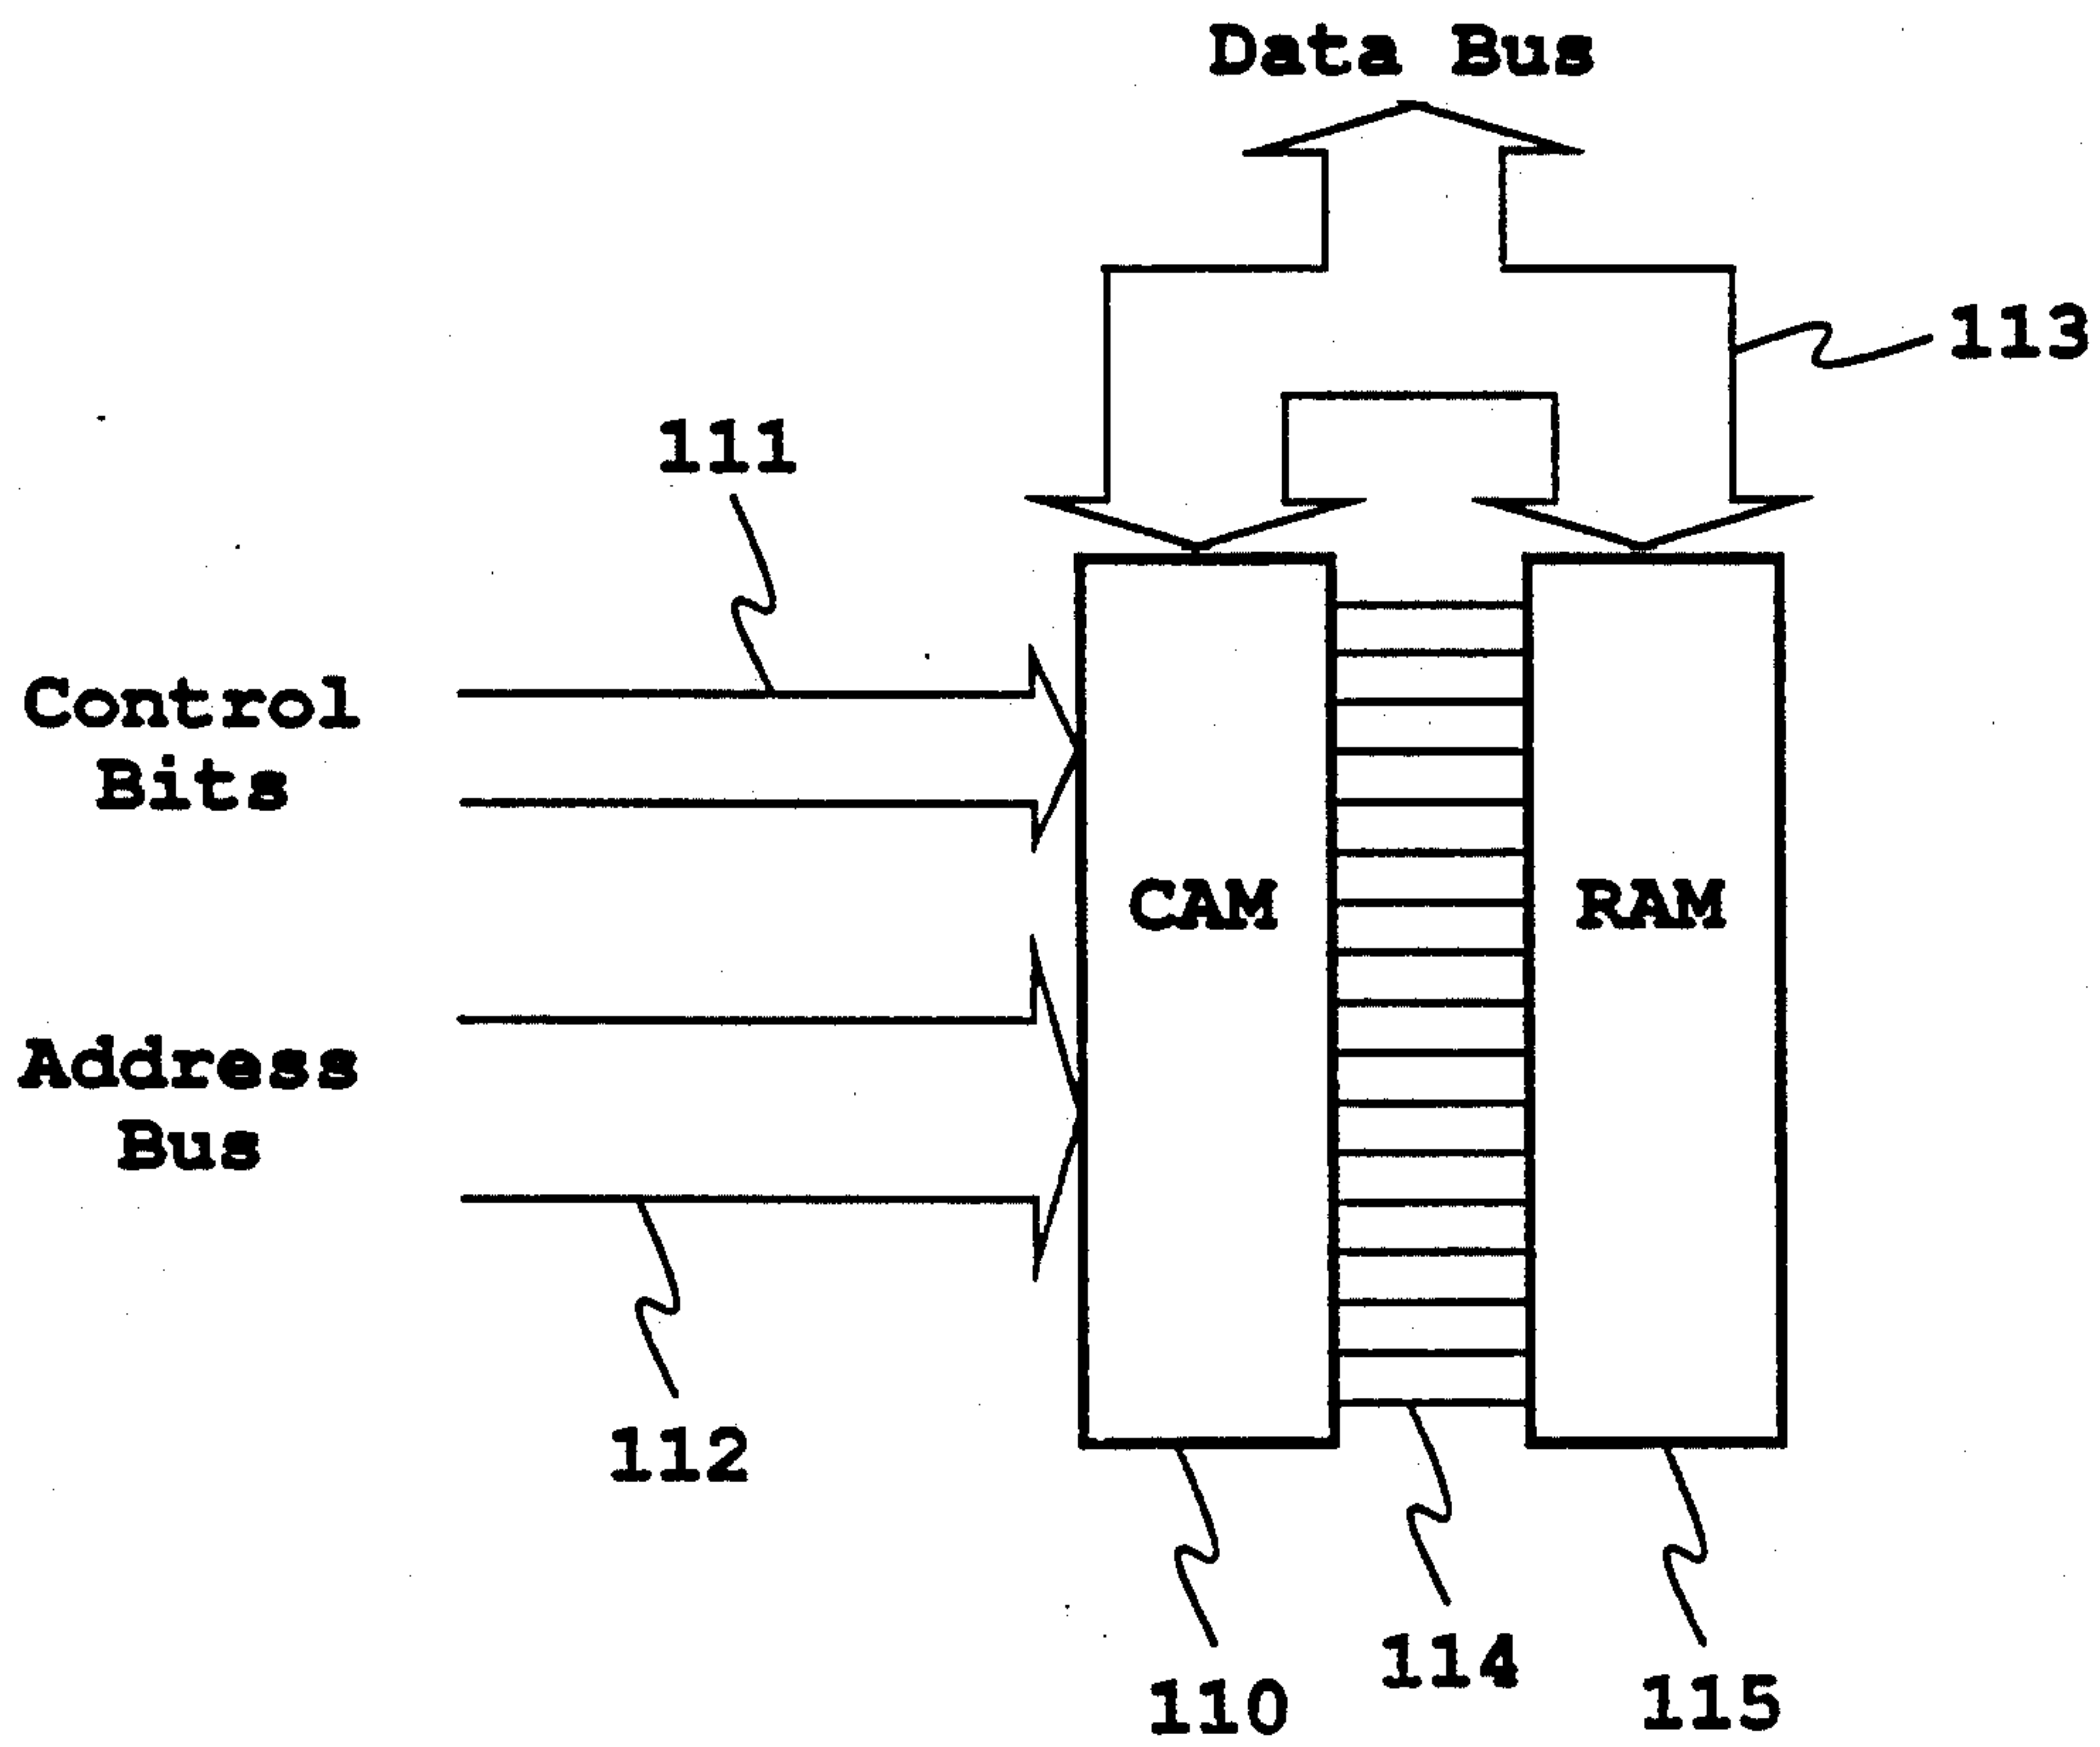 Data Bus
113
111
Control
Bits
CAM
RAM
Address
Bus
112
114
110
115